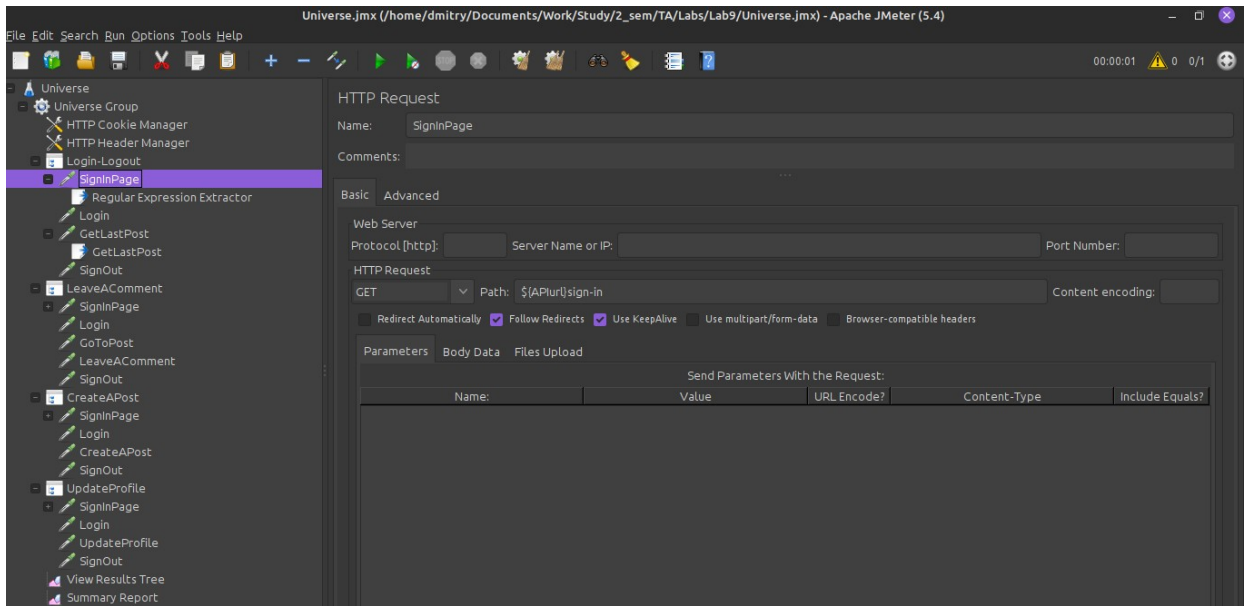 Universe.jmx (/home/dmitry/Documents/Work/Study/2_sem/TA/Labs/Lab9/Universe.jmx) - Apache JMeter (5.4)
File Edit Search Run Options Tools Help
00:00:01 0 0/1
Universe
Universe Group
HTTP Cookie Manager
HTTP Header Manager
Login-Logout
SignInPage
Regular Expression Extractor
Login
GetLastPost
GetLastPost
SignOut
LeaveAComment
SignInPage
Login
GoToPost
LeaveAComment
SignOut
CreateAPost
SignInPage
Login
CreateAPost
SignOut
UpdateProfile
SignInPage
Login
UpdateProfile
SignOut
View Results Tree
Summary Report
HTTP Request
Name: SignInPage
Comments:
Basic Advanced
Web Server
Protocol [http]: Server Name or IP: Port Number:
HTTP Request
GET Path: ${APIurl}sign-in Content encoding:
Redirect Automatically Follow Redirects Use KeepAlive Use multipart/form-data Browser-compatible headers
Parameters Body Data Files Upload
Send Parameters With the Request:
Name: Value URL Encode? Content-Type Include Equals?